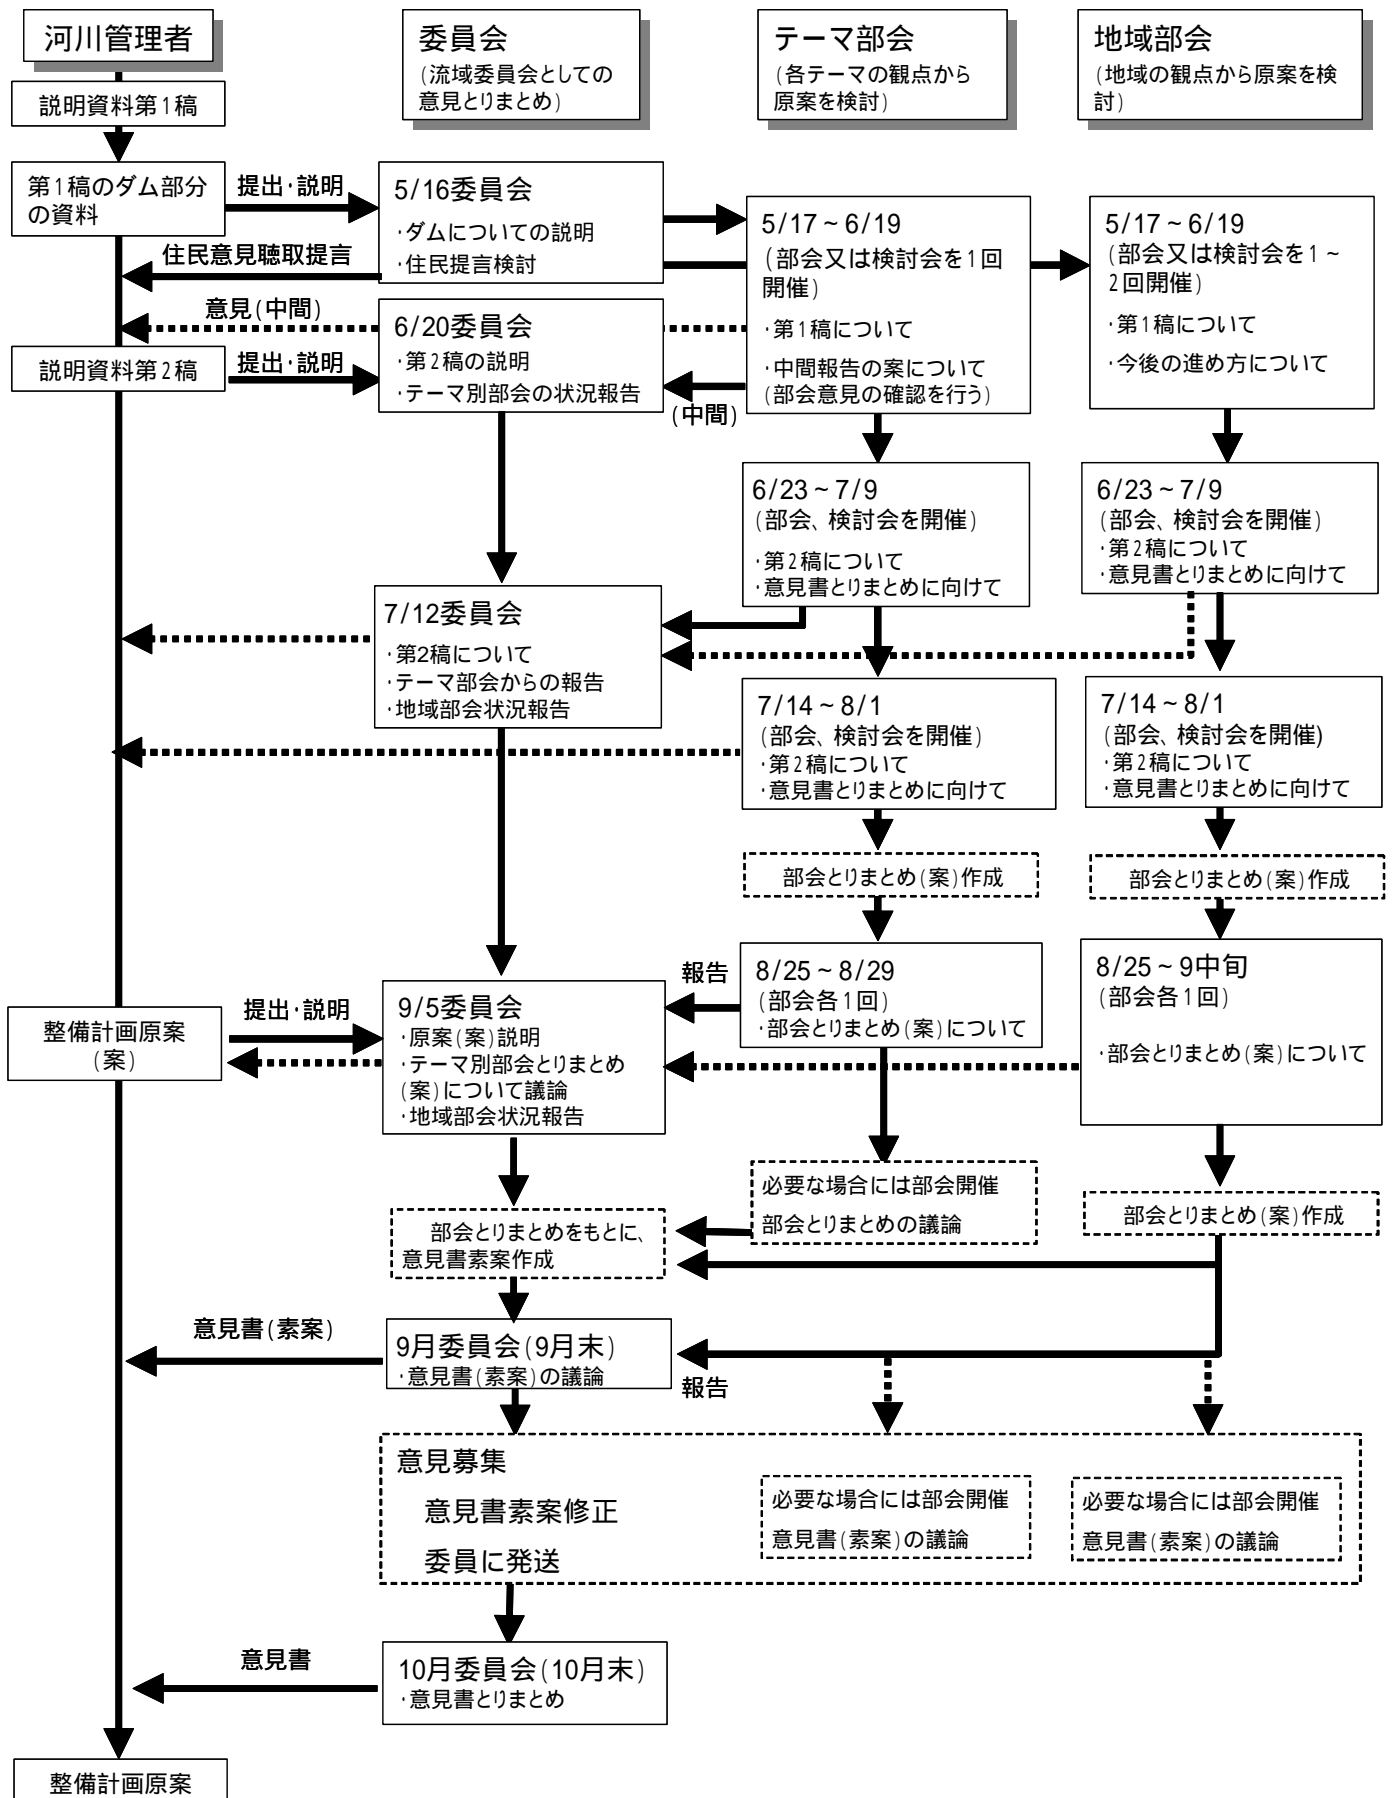 河川管理者
委員会
(流域委員会としての
意見とりまとめ)
テーマ部会
(各テーマの観点から
原案を検討)
地域部会
(地域の観点から原案を検
討)
説明資料第1稿
第1稿のダム部分
の資料
提出・説明
5/16委員会
・ダムについての説明
・住民提言検討
住民意見聴取提言
5/17~6/19
(部会又は検討会を1回
開催)
・第1稿について
・中間報告の案について
(部会意見の確認を行う)
5/17~6/19
(部会又は検討会を1~
2回開催)
・第1稿について
・今後の進め方について
意見(中間)
説明資料第2稿
提出・説明
6/20委員会
・第2稿の説明
・テーマ別部会の状況報告
(中間)
6/23~7/9
(部会、検討会を開催)
・第2稿について
・意見書とりまとめに向けて
6/23~7/9
(部会、検討会を開催)
・第2稿について
・意見書とりまとめに向けて
7/12委員会
・第2稿について
・テーマ部会からの報告
・地域部会状況報告
7/14~8/1
(部会、検討会を開催)
・第2稿について
・意見書とりまとめに向けて
7/14~8/1
(部会、検討会を開催)
・第2稿について
・意見書とりまとめに向けて
部会とりまとめ(案)作成
部会とりまとめ(案)作成
報告
8/25~8/29
(部会各1回)
・部会とりまとめ(案)について
8/25~9中旬
(部会各1回)
・部会とりまとめ(案)について
整備計画原案
(案)
提出・説明
9/5委員会
・原案(案)説明
・テーマ別部会とりまとめ
(案)について議論
・地域部会状況報告
必要な場合には部会開催
部会とりまとめの議論
部会とりまとめ(案)作成
部会とりまとめをもとに、
意見書素案作成
意見書(素案)
9月委員会(9月末)
・意見書(素案)の議論
報告
意見募集
意見書素案修正
委員に発送
必要な場合には部会開催
意見書(素案)の議論
必要な場合には部会開催
意見書(素案)の議論
意見書
10月委員会(10月末)
・意見書とりまとめ
整備計画原案